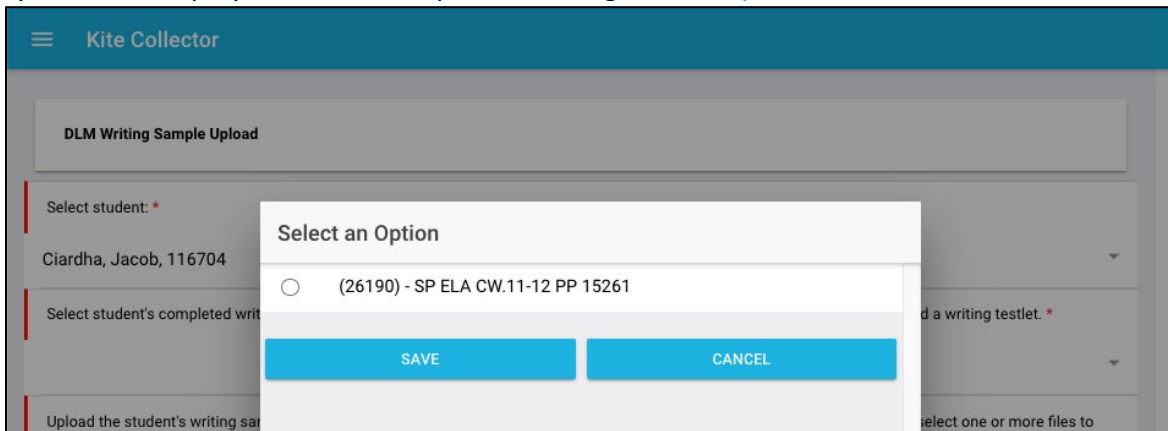 Kite Collector
DLM Writing Sample Upload
Select student: *
Select an Option
Ciardha, Jacob, 116704
(26190) - SP ELA CW.11-12 PP 15261
Select student's completed writ
d a writing testlet. *
SAVE CANCEL
Upload the student's writing sar
select one or more files to